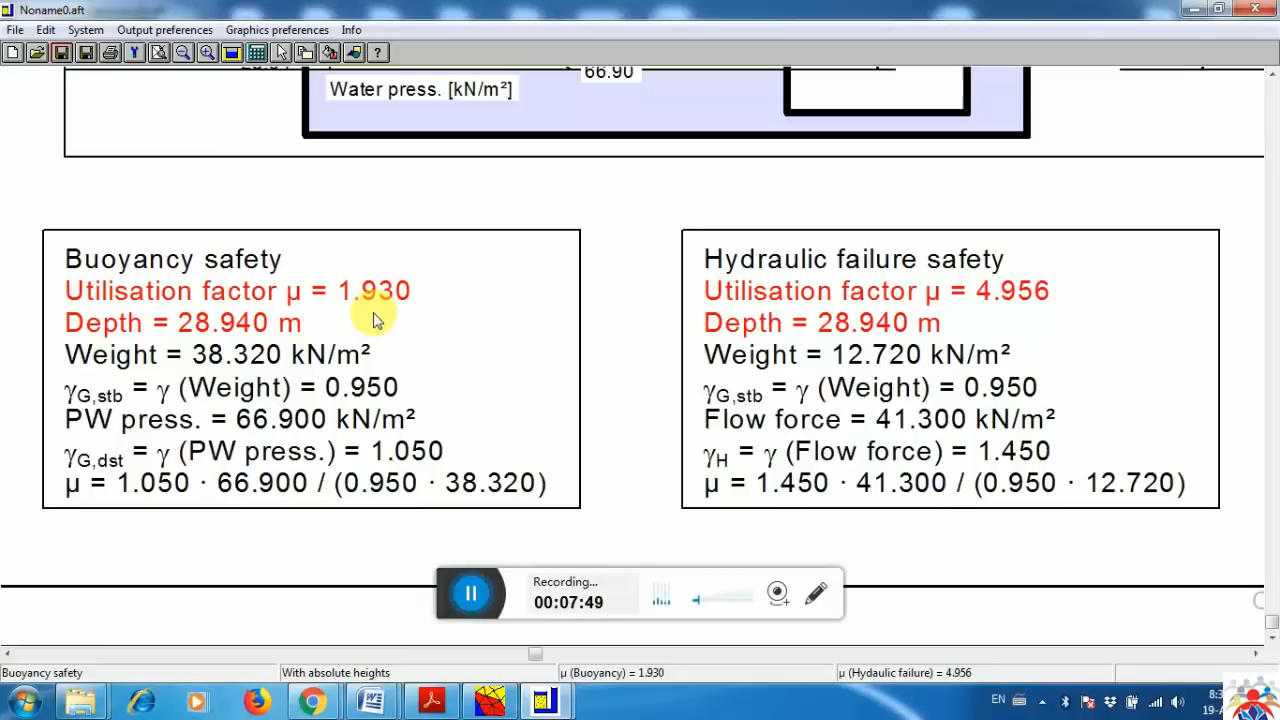 Noname0.aft
File Edit System Output preferences Graphics preferences Info
66.90
Water press. [kN/m²]
Buoyancy safety
Utilisation factor µ = 1.930
Depth = 28.940 m
Weight = 38.320 kN/m²
γG,stb = γ (Weight) = 0.950
PW press. = 66.900 kN/m²
γG,dst = γ (PW press.) = 1.050
µ = 1.050 · 66.900 / (0.950 · 38.320)
Hydraulic failure safety
Utilisation factor µ = 4.956
Depth = 28.940 m
Weight = 12.720 kN/m²
γG,stb = γ (Weight) = 0.950
Flow force = 41.300 kN/m²
γH = γ (Flow force) = 1.450
µ = 1.450 · 41.300 / (0.950 · 12.720)
Recording...
00:07:49
Buoyancy safety
With absolute heights
µ (Buoyancy) = 1.930
µ (Hydaulic failure) = 4.956
EN